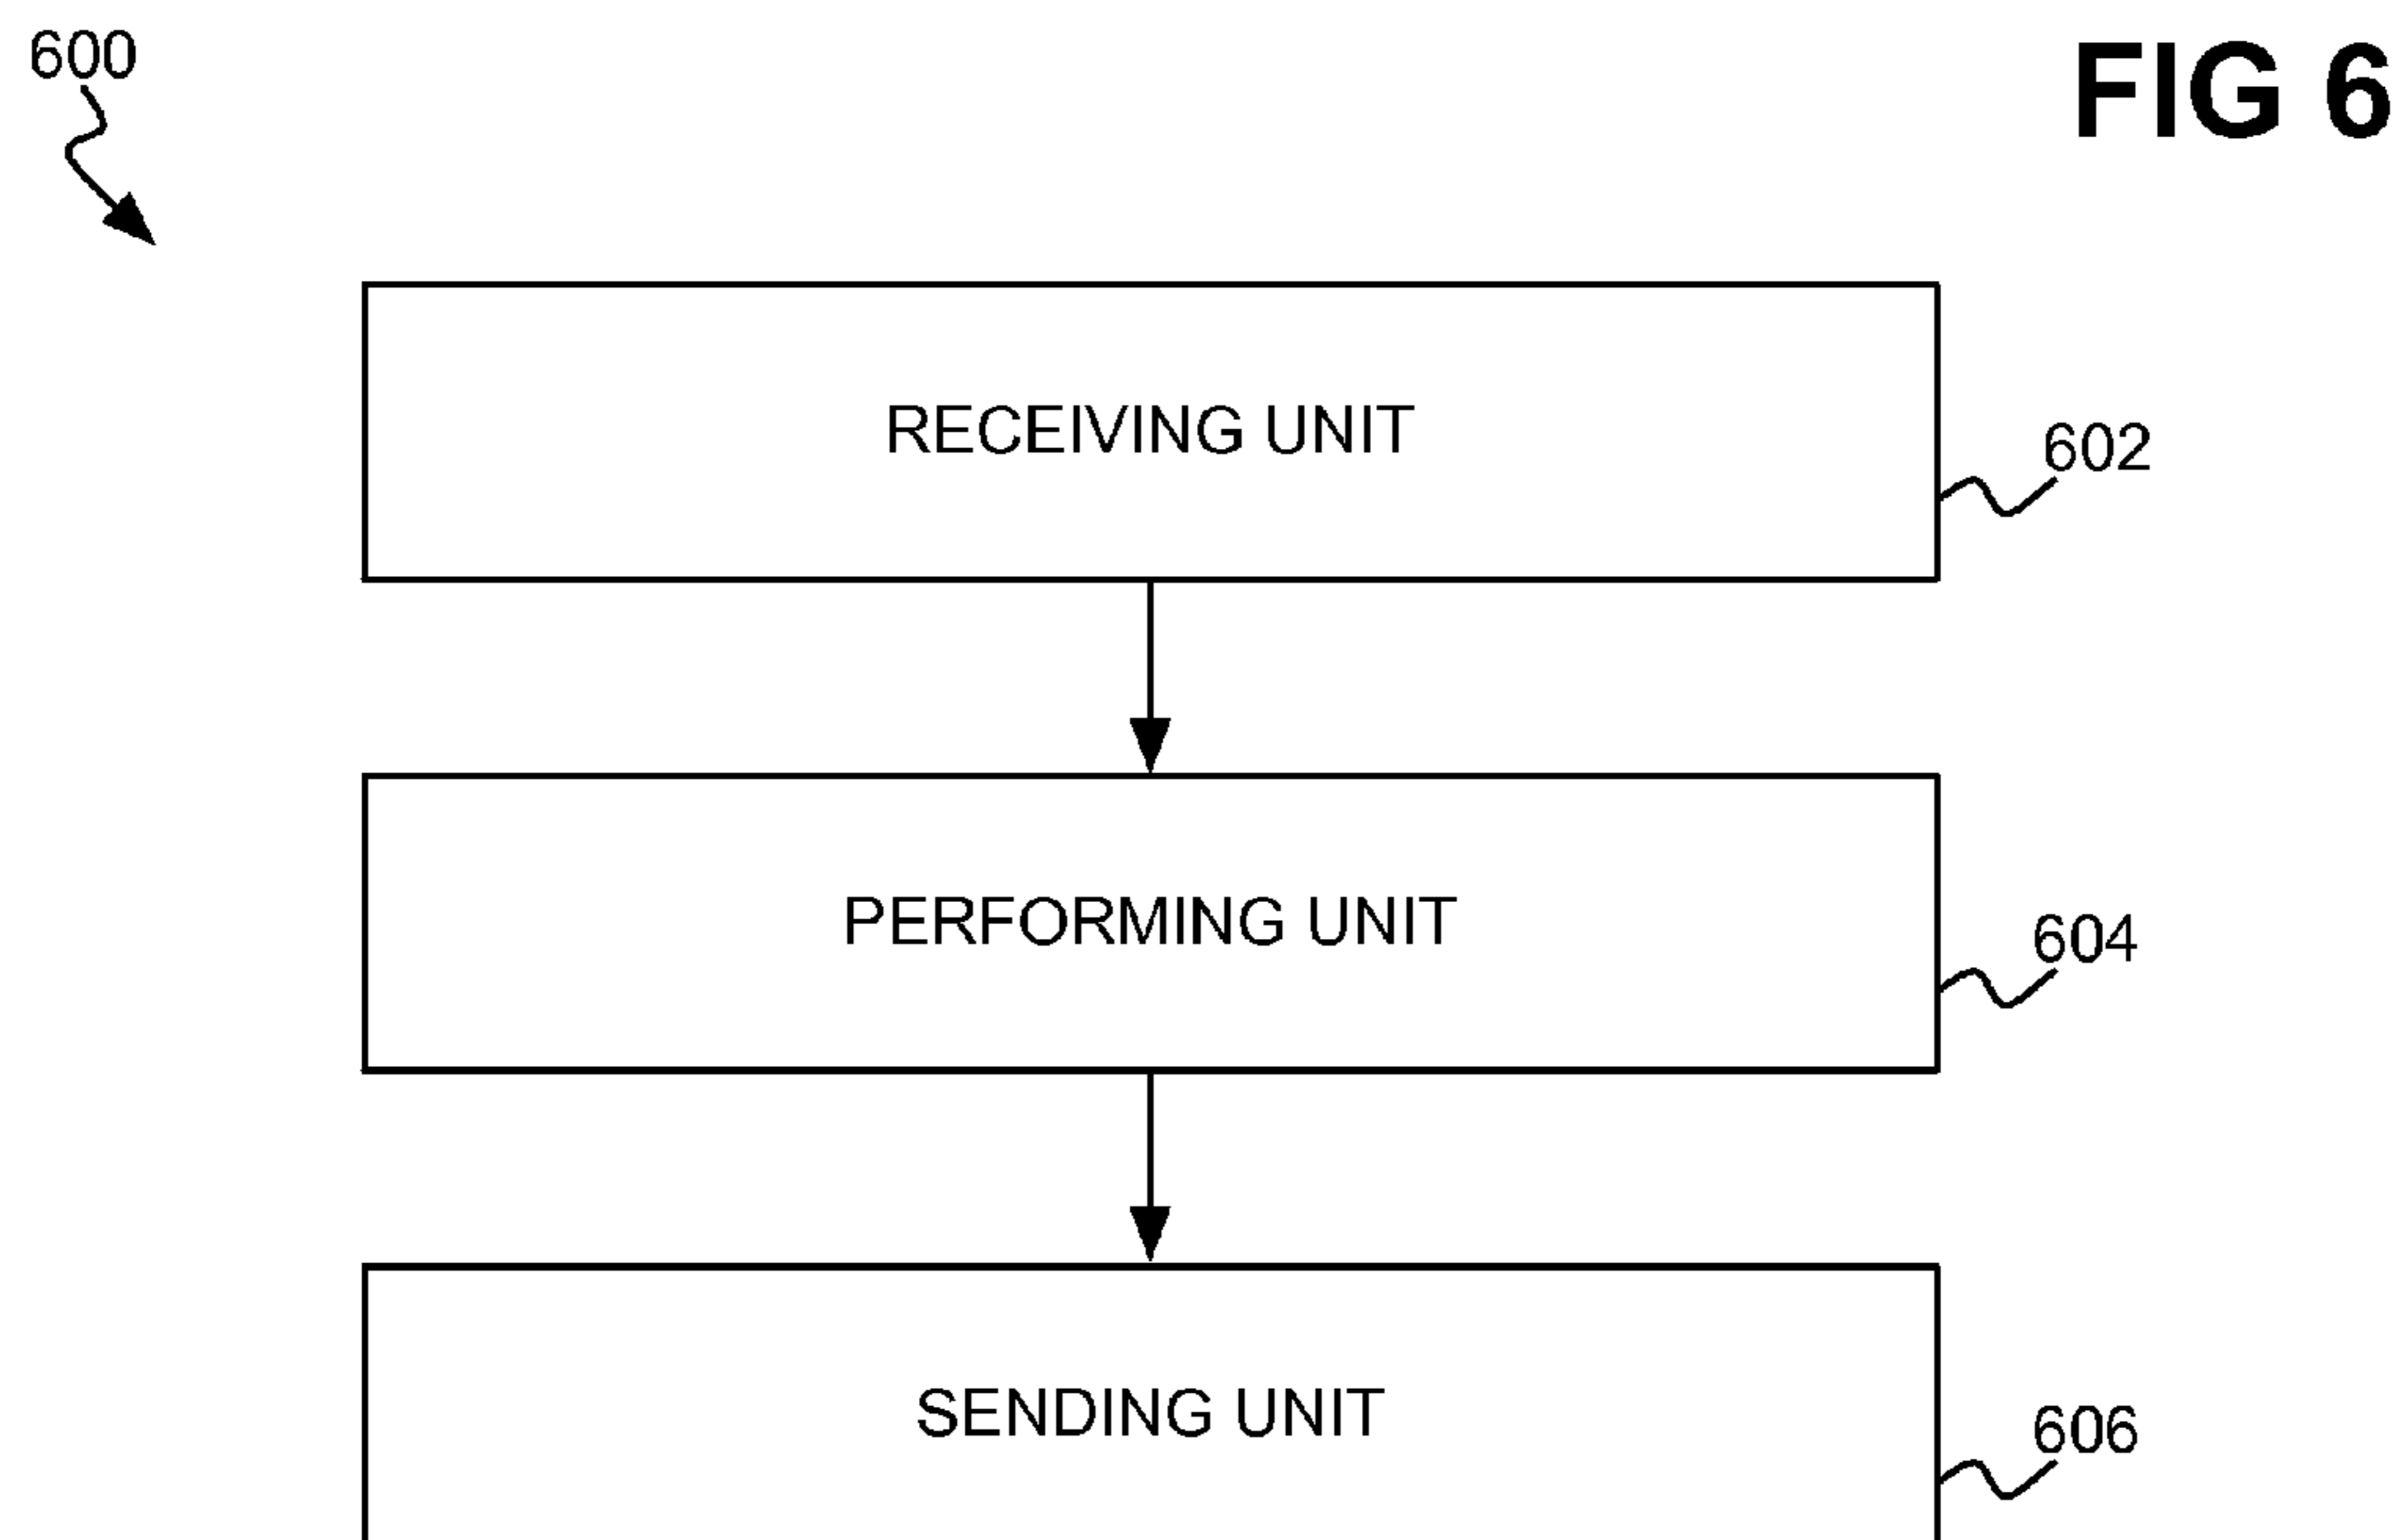 600
FIG 6
RECEIVING UNIT
602
PERFORMING UNIT
604
SENDING UNIT
606